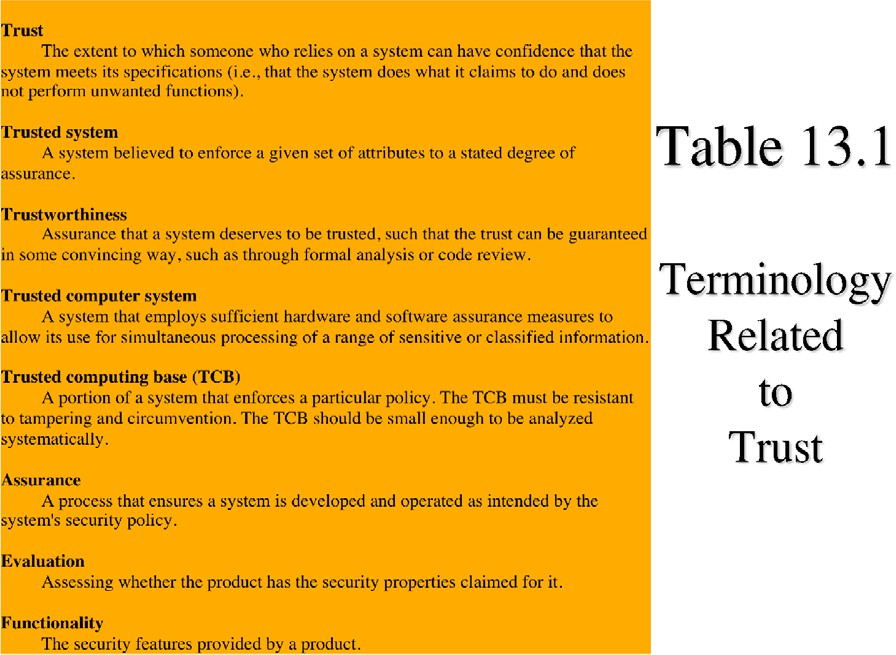 Trust
The extent to which someone who relies on a system can have confidence that the
system meets its specifications (i.e., that the system does what it claims to do and does
not perform unwanted functions).
Trusted system
A system believed to enforce a given set of attributes to a stated degree of
assurance.
Trustworthiness
Assurance that a system deserves to be trusted, such that the trust can be guaranteed
in some convincing way, such as through formal analysis or code review.
Trusted computer system
A system that employs sufficient hardware and software assurance measures to
allow its use for simultaneous processing of a range of sensitive or classified information.
Trusted computing base (TCB)
A portion of a system that enforces a particular policy. The TCB must be resistant
to tampering and circumvention. The TCB should be small enough to be analyzed
systematically.
Assurance
A process that ensures a system is developed and operated as intended by the
system's security policy.
Evaluation
Assessing whether the product has the security properties claimed for it.
Functionality
The security features provided by a product.
Table 13.1
Terminology
Related
to
Trust